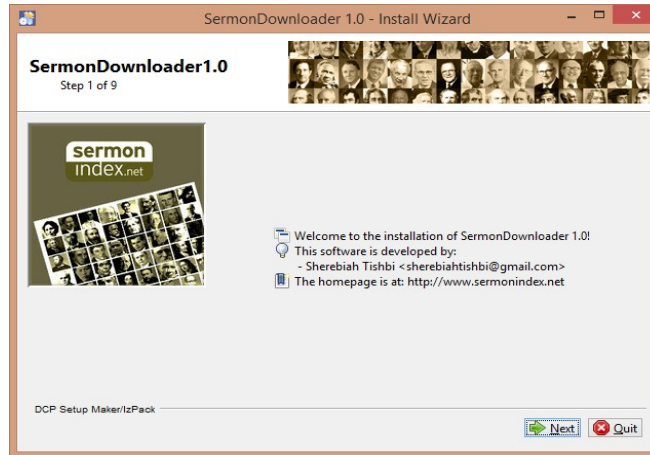 SermonDownloader 1.0 - Install Wizard
SermonDownloader1.0
Step 1 of 9
sermon
index.net
Welcome to the installation of SermonDownloader 1.0!
This software is developed by:
- Sherebiah Tishbi <sherebiahtishbi@gmail.com>
The homepage is at: http://www.sermonindex.net
DCP Setup Maker/IzPack
Next
Quit